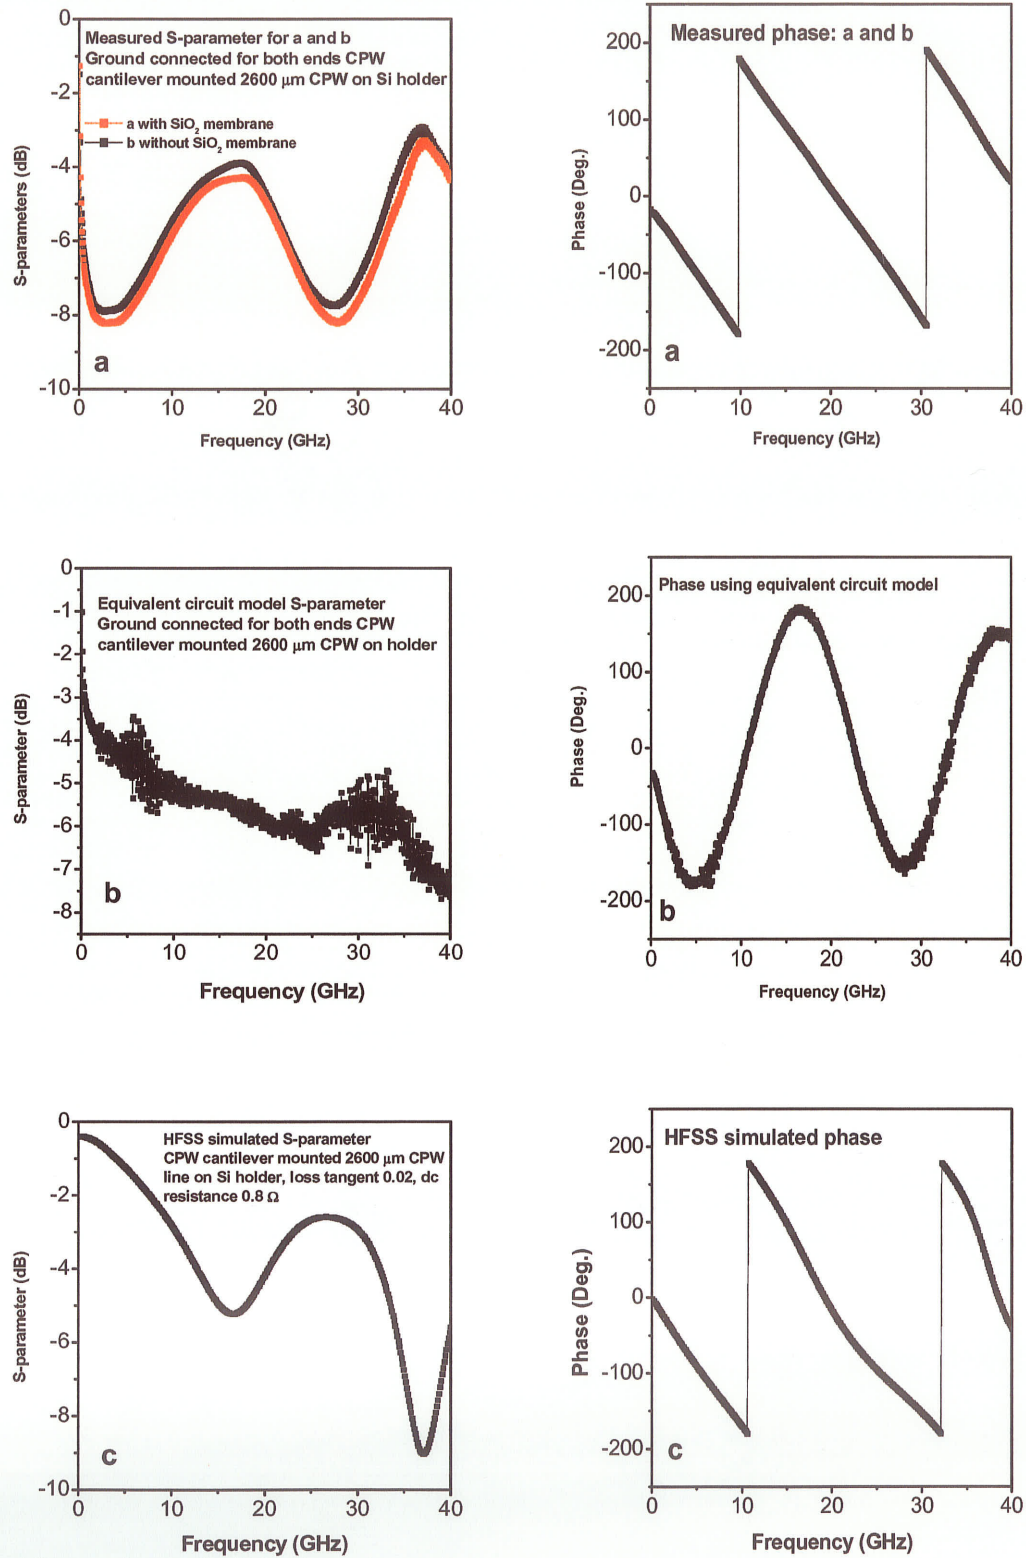 Measured S-parameter for a and b
Ground connected for both ends CPW
cantilever mounted 2600 µm CPW on Si holder
a with SiO2 membrane
b without SiO2 membrane
S-parameters (dB)
0
-2
-4
-6
-8
-10
a
0
10
20
30
40
Frequency (GHz)
Measured phase: a and b
Phase (Deg.)
200
100
0
-100
-200
a
0
10
20
30
40
Frequency (GHz)
Equivalent circuit model S-parameter
Ground connected for both ends CPW
cantilever mounted 2600 µm CPW on holder
S-parameter (dB)
0
-1
-2
-3
-4
-5
-6
-7
-8
b
0
10
20
30
40
Frequency (GHz)
Phase using equivalent circuit model
Phase (Deg.)
200
100
0
-100
-200
b
0
10
20
30
40
Frequency (GHz)
HFSS simulated S-parameter
CPW cantilever mounted 2600 µm CPW
line on Si holder, loss tangent 0.02, dc
resistance 0.8 Ω
S-parameter (dB)
0
-2
-4
-6
-8
-10
c
0
10
20
30
40
Frequency (GHz)
HFSS simulated phase
Phase (Deg.)
200
100
0
-100
-200
c
0
10
20
30
40
Frequency (GHz)